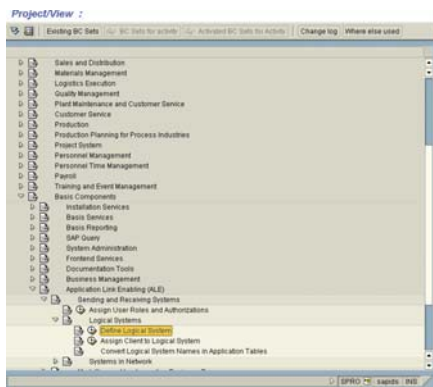 Project/View :
Existing BC Sets BC Sets for activity Activated BC Sets for Activity Change log Where else used
Sales and Distribution
Materials Management
Logistics Execution
Quality Management
Plant Maintenance and Customer Service
Customer Service
Production
Production Planning for Process Industries
Project System
Personnel Management
Personnel Time Management
Payroll
Training and Event Management
Basis Components
Installation Services
Basis Services
Basis Reporting
SAP Query
System Administration
Frontend Services
Documentation Tools
Business Management
Application Link Enabling (ALE)
Sending and Receiving Systems
Assign User Roles and Authorizations
Logical Systems
Define Logical System
Assign Client to Logical System
Convert Logical System Names in Application Tables
Systems in Network
SPRO sapids INS